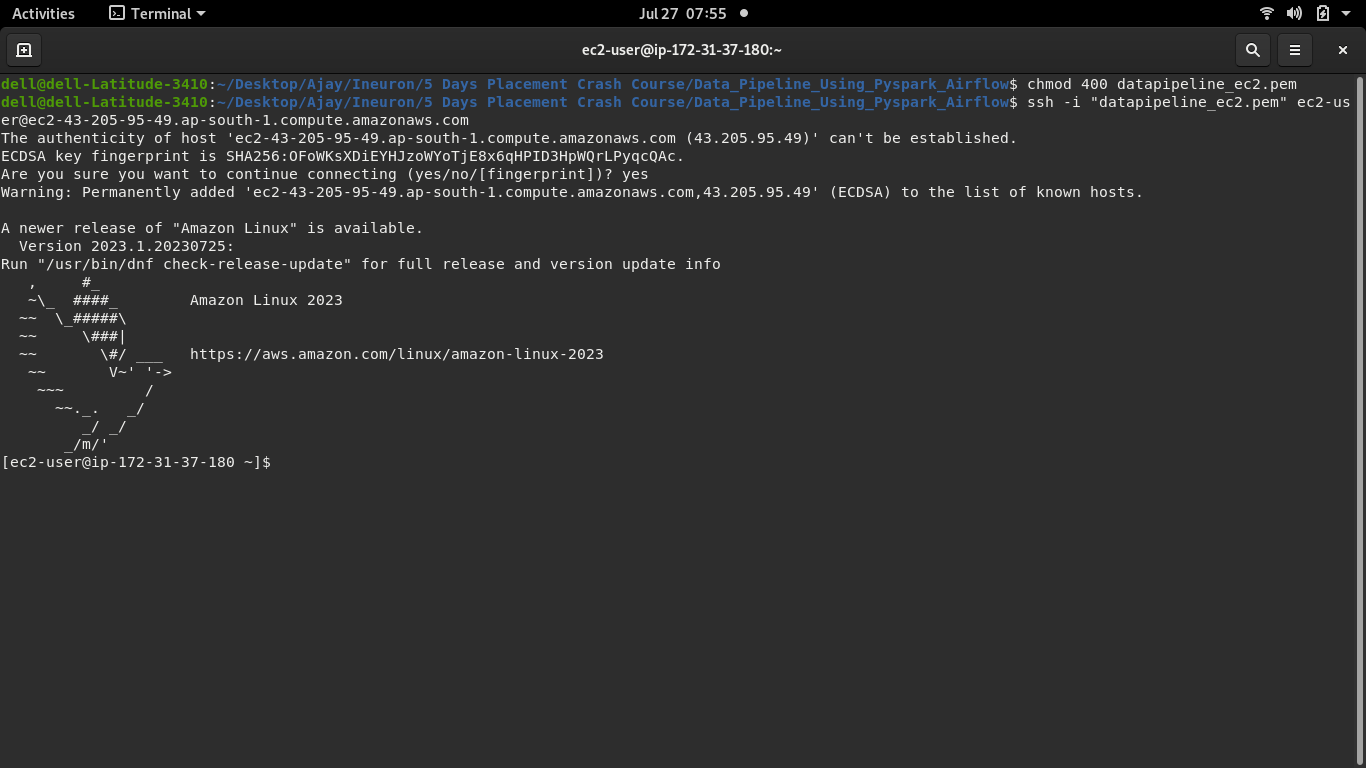 Activities Terminal Jul 27 07:55
ec2-user@ip-172-31-37-180:~
dell@dell-Latitude-3410:~/Desktop/Ajay/Ineuron/5 Days Placement Crash Course/Data_Pipeline_Using_Pyspark_Airflow$ chmod 400 datapipeline_ec2.pem
dell@dell-Latitude-3410:~/Desktop/Ajay/Ineuron/5 Days Placement Crash Course/Data_Pipeline_Using_Pyspark_Airflow$ ssh -i "datapipeline_ec2.pem" ec2-us
er@ec2-43-205-95-49.ap-south-1.compute.amazonaws.com
The authenticity of host 'ec2-43-205-95-49.ap-south-1.compute.amazonaws.com (43.205.95.49)' can't be established.
ECDSA key fingerprint is SHA256:OFoWKsXDiEYHJzoWYoTjE8x6qHPID3HpWQrLPyqcQAc.
Are you sure you want to continue connecting (yes/no/[fingerprint])? yes
Warning: Permanently added 'ec2-43-205-95-49.ap-south-1.compute.amazonaws.com,43.205.95.49' (ECDSA) to the list of known hosts.

A newer release of "Amazon Linux" is available.
  Version 2023.1.20230725:
Run "/usr/bin/dnf check-release-update" for full release and version update info
   ,     #_
   ~\_  ####_        Amazon Linux 2023
  ~~  \_#####\
  ~~     \###|
  ~~       \#/ ___   https://aws.amazon.com/linux/amazon-linux-2023
   ~~       V~' '->
    ~~~         /
      ~~._.   _/
         _/ _/
       _/m/'
[ec2-user@ip-172-31-37-180 ~]$